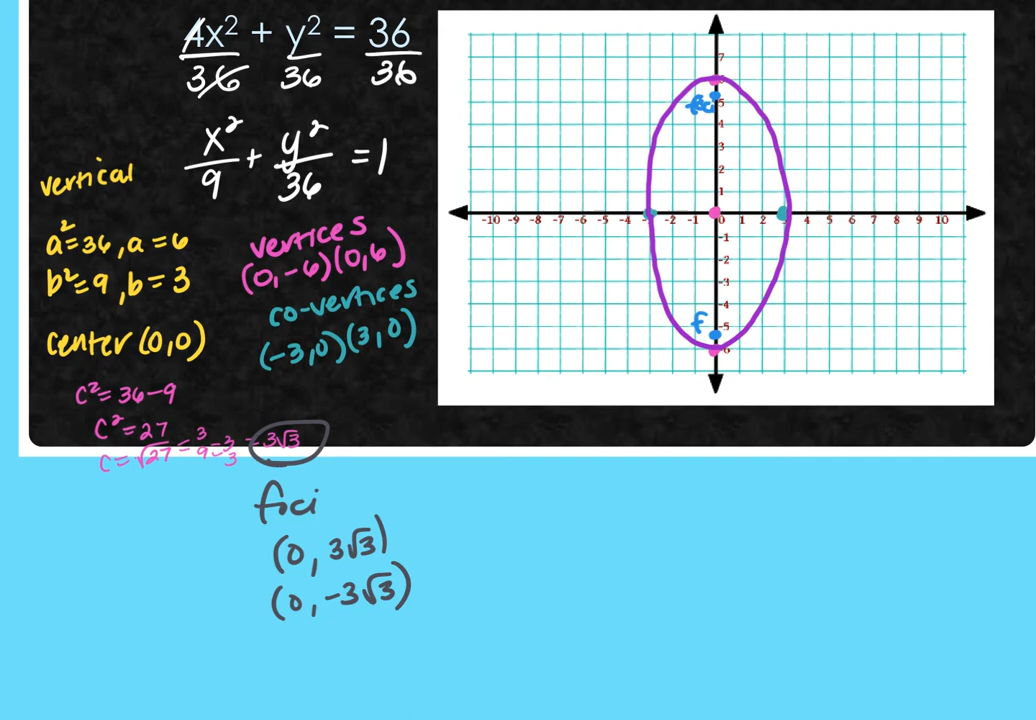 4x² + y² = 36
36 36 36
x²/9 + y²/36 = 1
vertical
a²=36, a = 6
b²=9, b = 3
center (0,0)
vertices
(0,-6)(0,6)
co-vertices
(-3,0)(3,0)
c²= 36-9
c²=27
c=√27 = 3 3 = 3√3
9 - 3
foci
(0, 3√3)
(0, -3√3)
7
foci
5
4
3
2
1
-10 -9 -8 -7 -6 -5 -4 -2 -1 0 2 4 5 6 7 8 9 10
-1
-2
-3
-4
f
-5
6